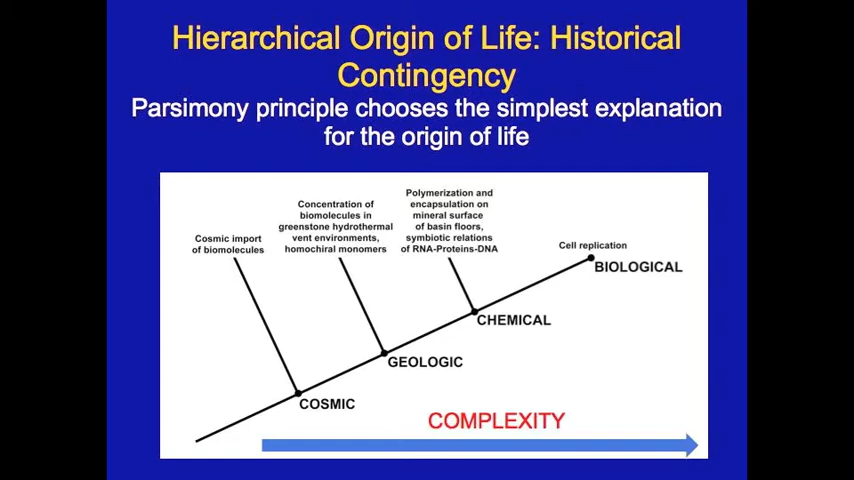 Hierarchical Origin of Life: Historical
Contingency
Parsimony principle chooses the simplest explanation
for the origin of life
Cosmic import
of biomolecules
Concentration of
biomolecules in
greenstone hydrothermal
vent environments,
homochiral monomers
Polymerization and
encapsulation on
mineral surface
of basin floors,
symbiotic relations
of RNA-Proteins-DNA
Cell replication
BIOLOGICAL
CHEMICAL
GEOLOGIC
COSMIC
COMPLEXITY